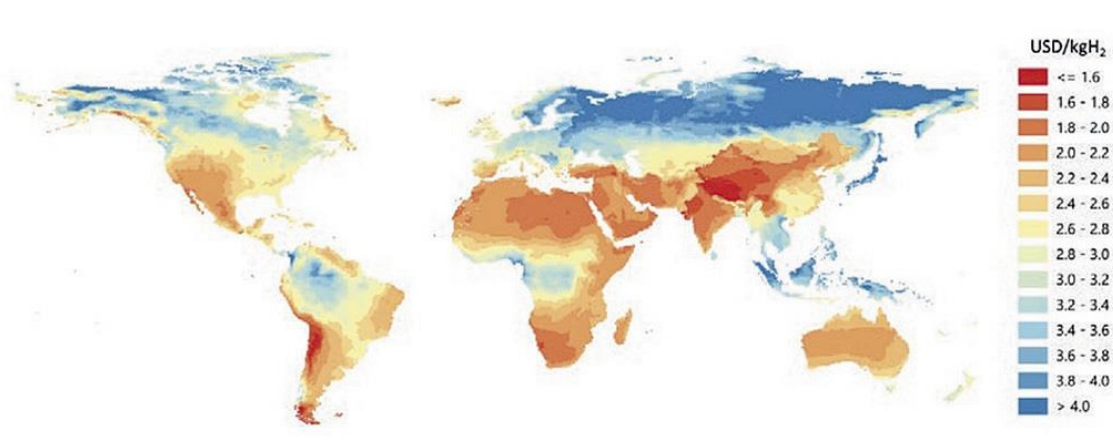 USD/kgH₂
<= 1.6
1.6 - 1.8
1.8 - 2.0
2.0 - 2.2
2.2 - 2.4
2.4 - 2.6
2.6 - 2.8
2.8 - 3.0
3.0 - 3.2
3.2 - 3.4
3.4 - 3.6
3.6 - 3.8
3.8 - 4.0
> 4.0